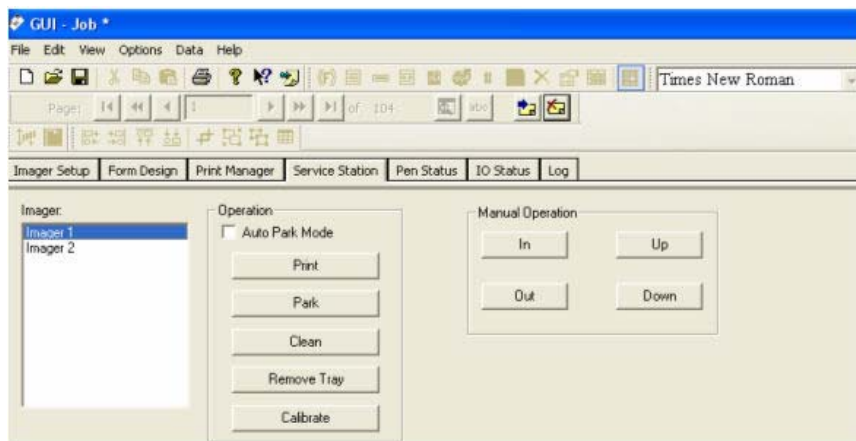 GUI - Job *
File Edit View Options Data Help
Times New Roman
Page: 1 of 104 abc
Imager Setup Form Design Print Manager Service Station Pen Status IO Status Log
Imager:
Imager 1
Imager 2
Operation
Auto Park Mode
Print
Park
Clean
Remove Tray
Calibrate
Manual Operation
In Up
Out Down